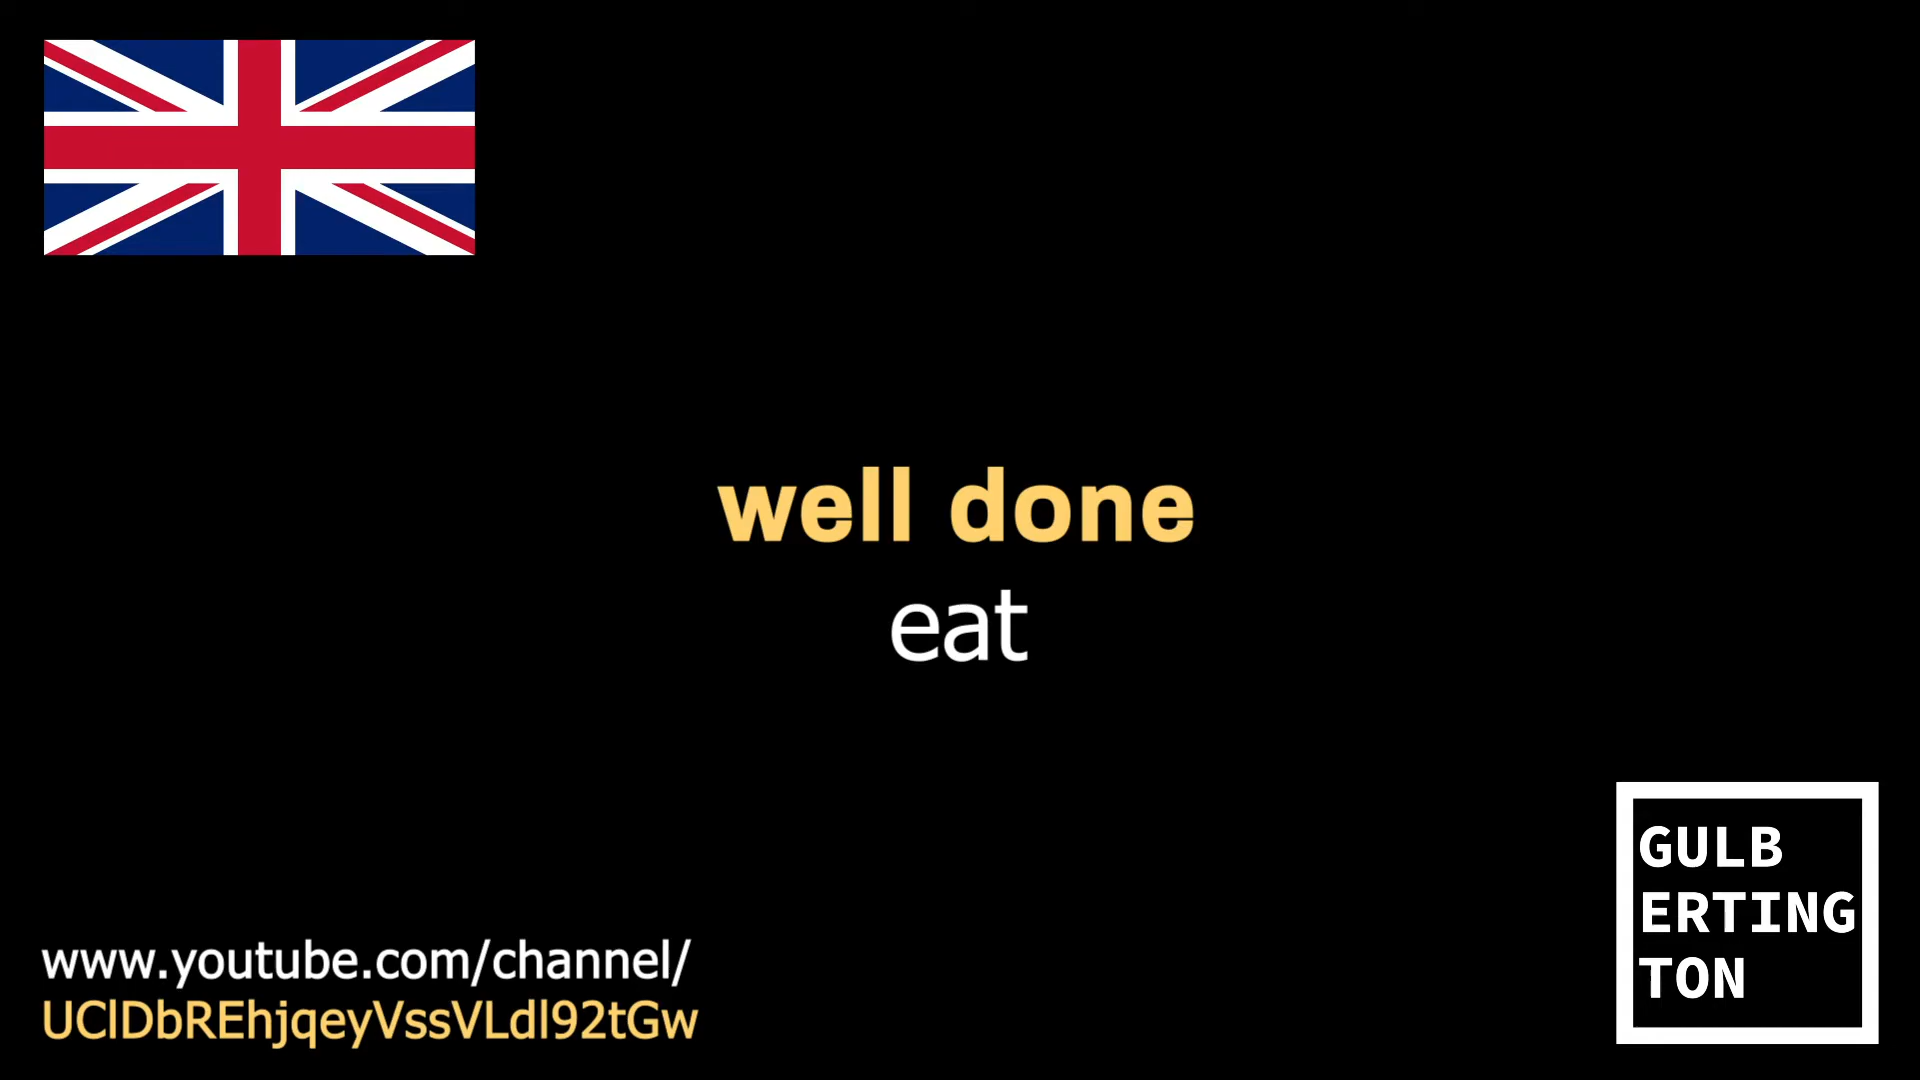 well done
eat
www.youtube.com/channel/
UClDbREhjqeyVssVLdl92tGw
GULB
ERTING
TON